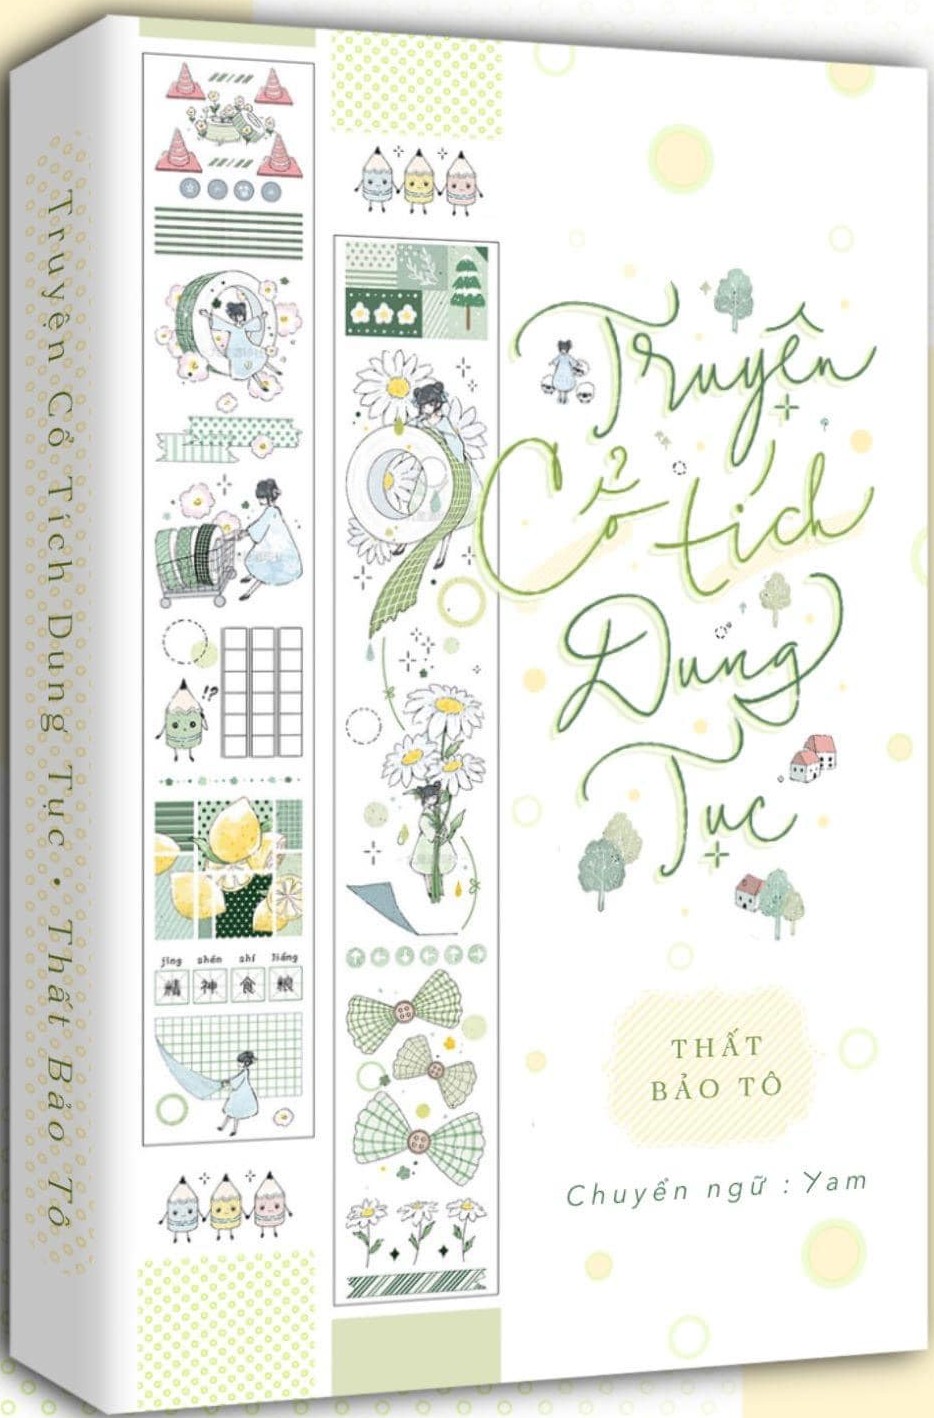 Truyện Cổ Tích Dung Tục • Thất Bảo Tô
!?
jīng shén shí liáng
精 神 食 粮
Truyện
Cổ tích
Dung
Tục
THẤT
BẢO TÔ
Chuyển ngữ : Yam